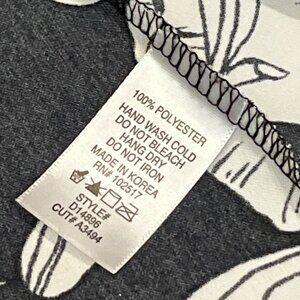 100% POLYESTER
HAND WASH COLD
DO NOT BLEACH
HANG DRY
DO NOT IRON
MADE IN KOREA
RN# 102517
STYLE#
D14896
CUT# A3494